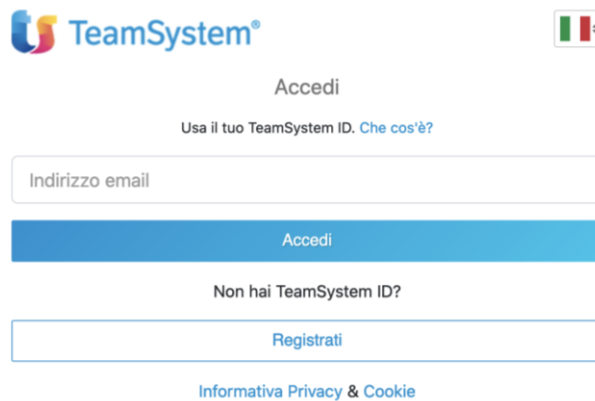 TeamSystem®
Accedi
Usa il tuo TeamSystem ID. Che cos'è?
Indirizzo email
Accedi
Non hai TeamSystem ID?
Registrati
Informativa Privacy & Cookie